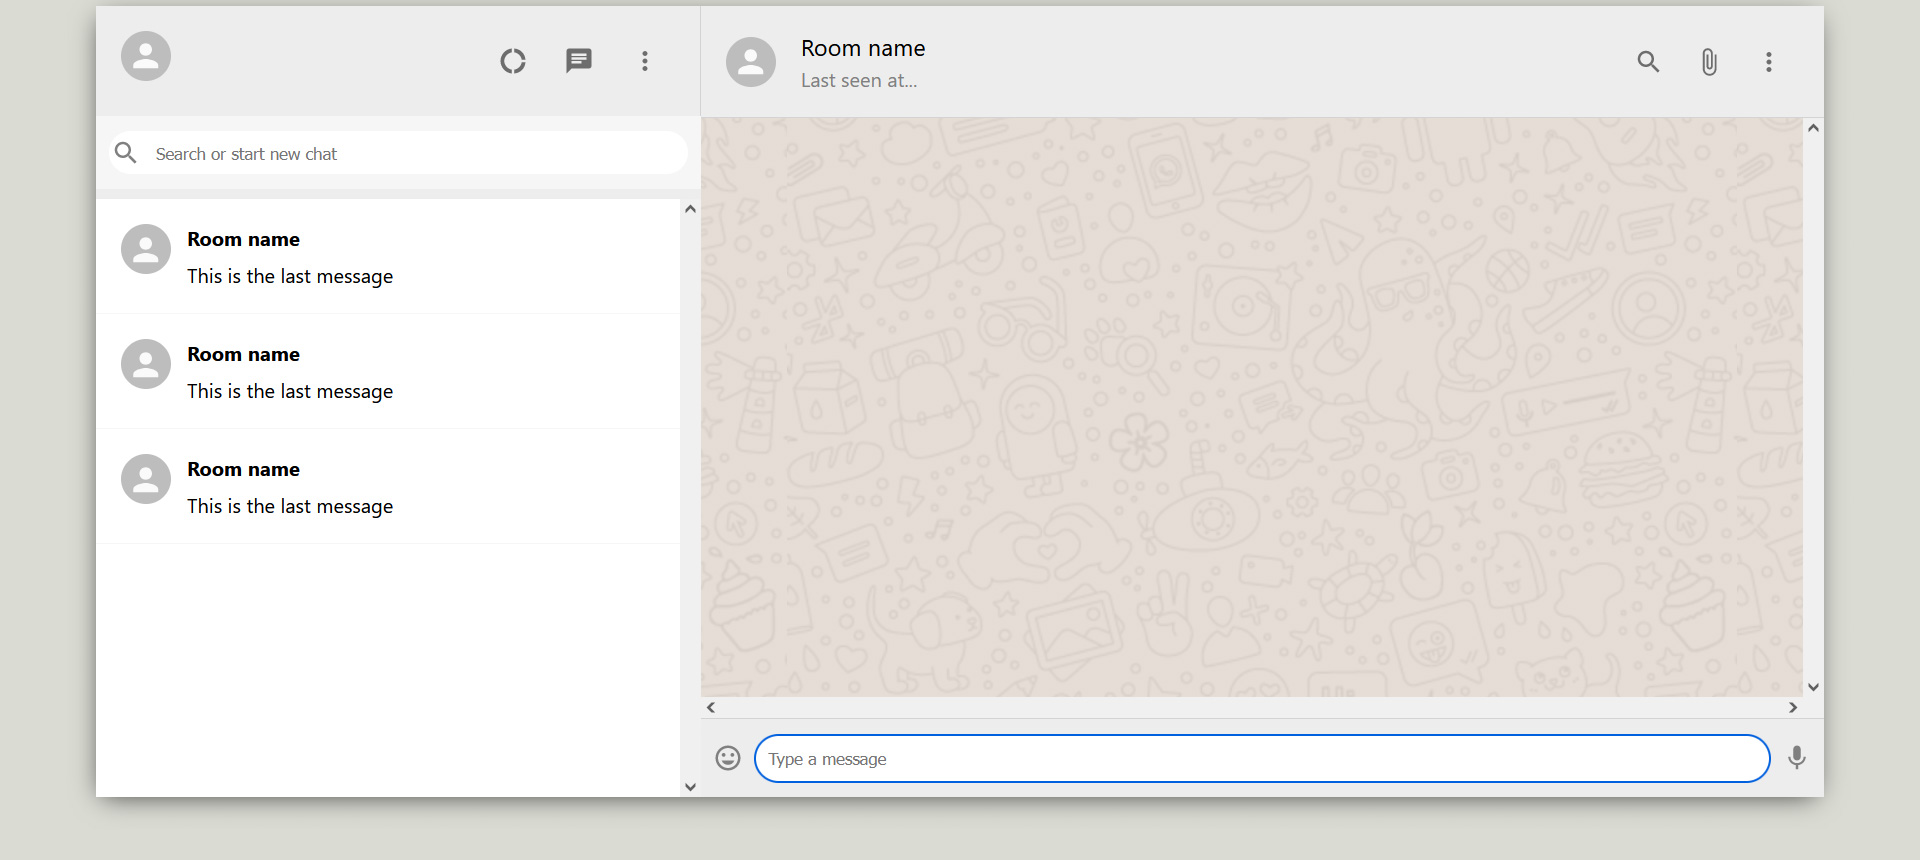 Room name
Last seen at...
Search or start new chat
Room name
This is the last message
Room name
This is the last message
Room name
This is the last message
Type a message